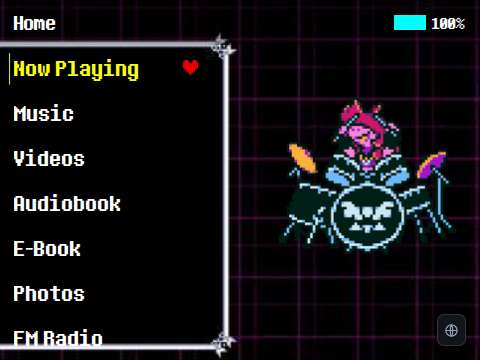 Home
100%
Now Playing
Music
Videos
Audiobook
E-Book
Photos
FM Radio